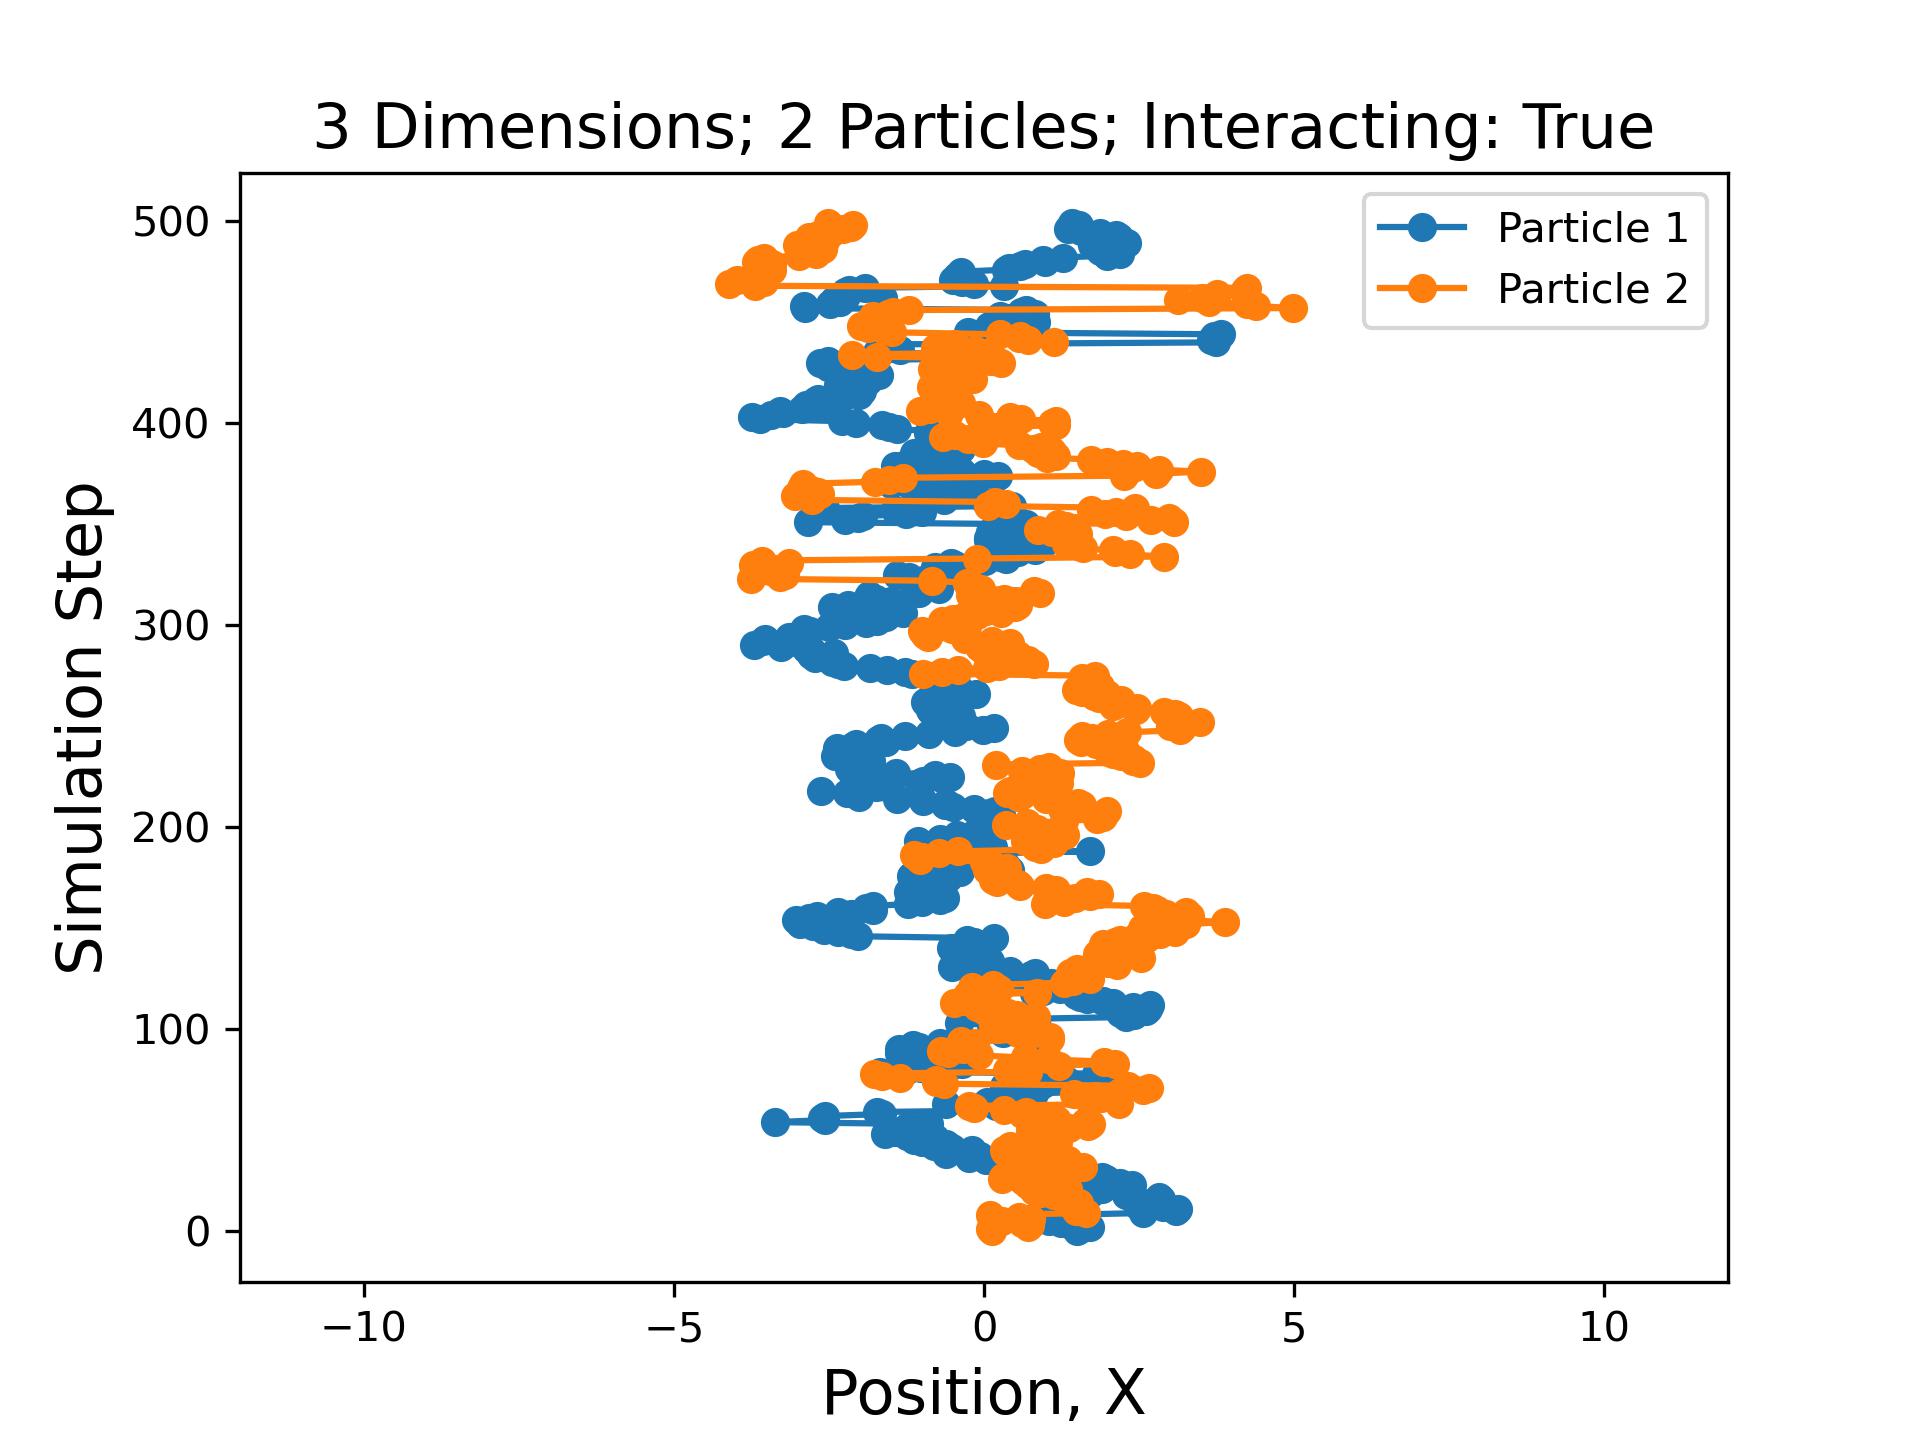 3 Dimensions; 2 Particles; Interacting: True
Particle 1
Particle 2
Simulation Step
500
400
300
200
100
0
−10
−5
0
5
10
Position, X